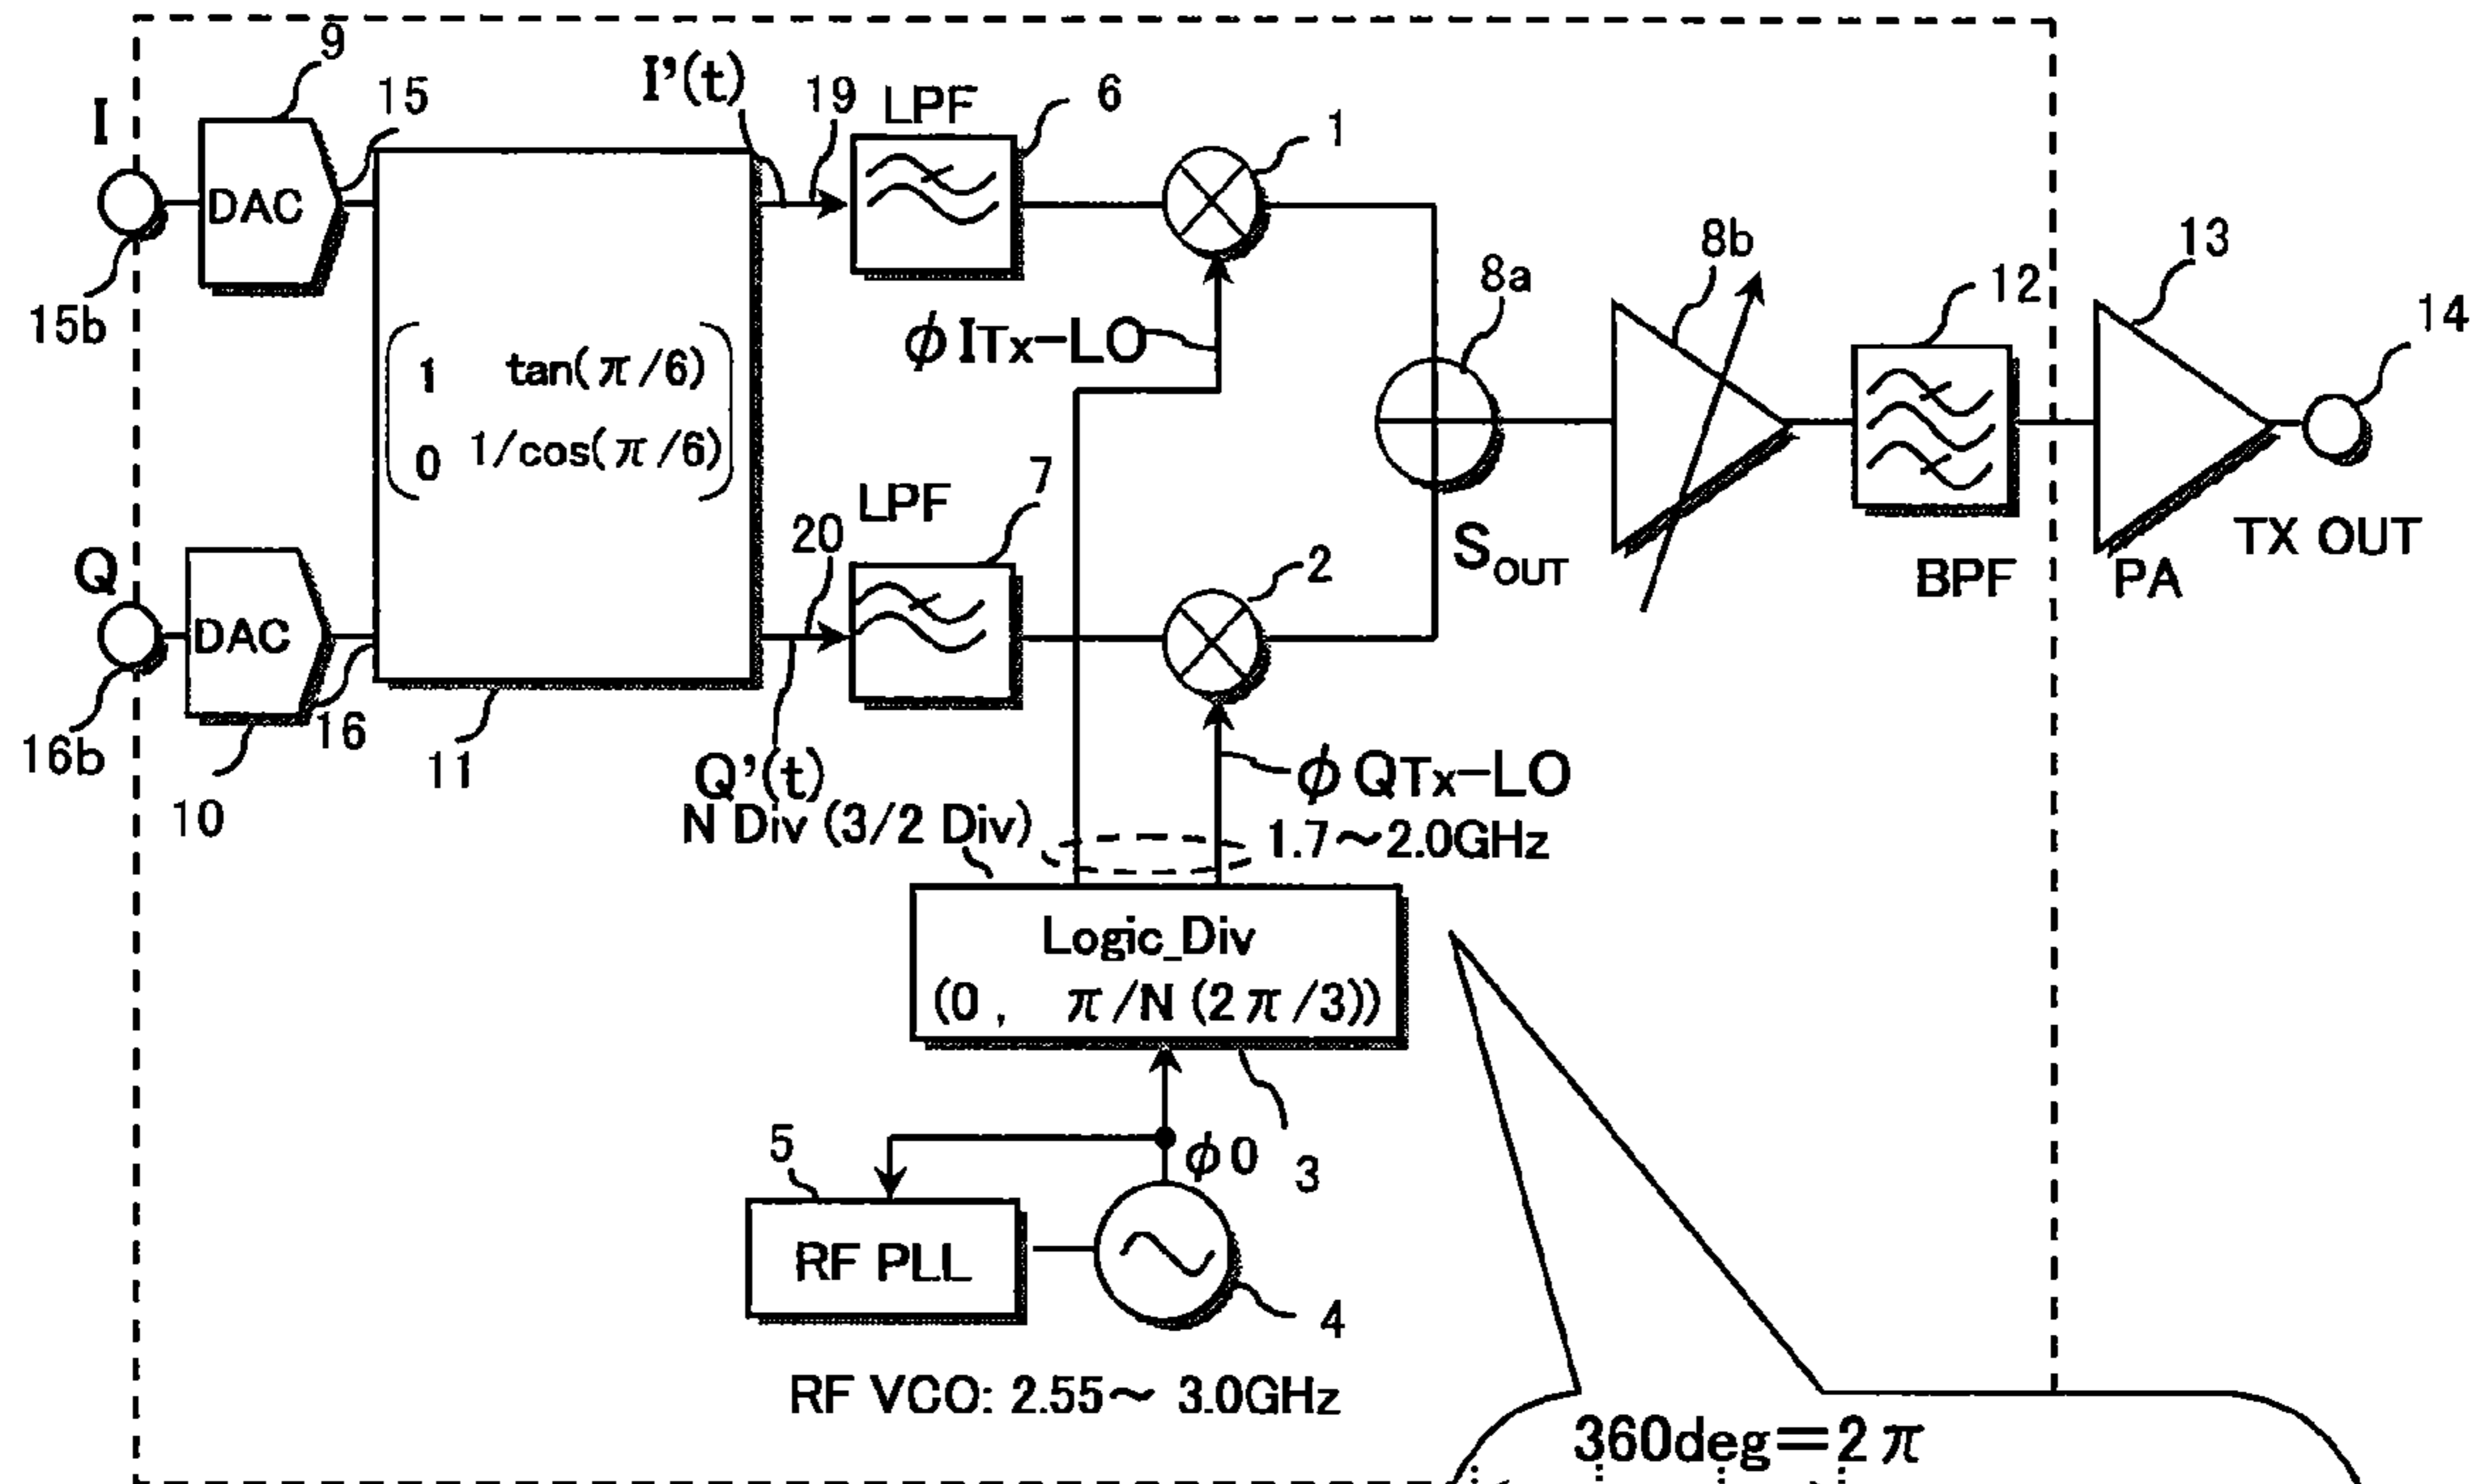 9
I
15
I'(t)
19
LPF
6
1
DAC
15b
8b
13
8a
12
14
φ ITx-LO
1 tan(π/6)
0 1/cos(π/6)
7
LPF
20
Q
2
SOUT
TX OUT
BPF
PA
DAC
16
16b
11
10
Q'(t)
φ QTx-LO
N Div (3/2 Div)
1.7～2.0GHz
Logic_Div
(0 , π/N (2π/3))
5
φ0
3
RF PLL
4
RF VCO: 2.55～ 3.0GHz
360deg=2π